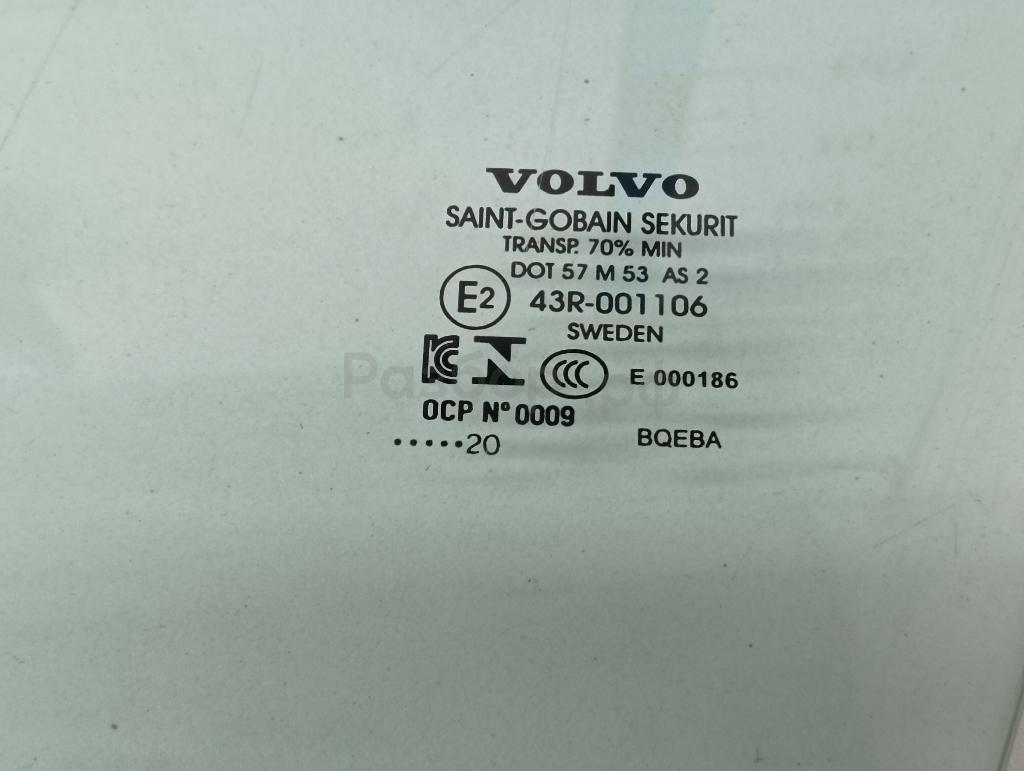 VOLVO
SAINT-GOBAIN SEKURIT
TRANSP. 70% MIN
DOT 57 M 53 AS 2
E2 43R-001106
SWEDEN
E 000186
OCP Nº 0009
•••••20 BQEBA